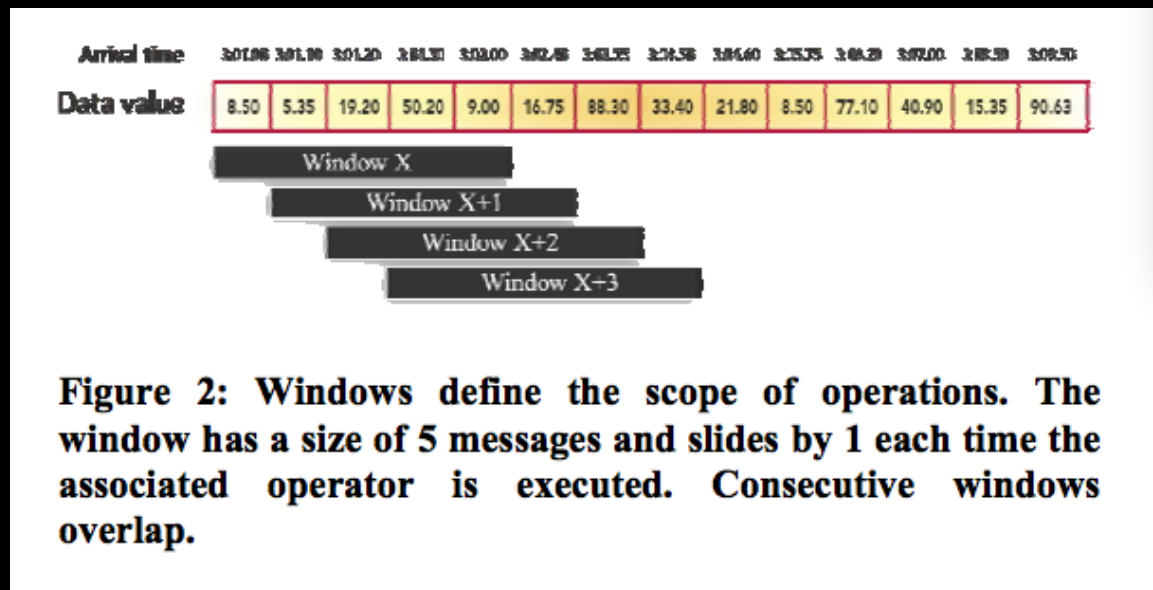 Arrival time 3:01.20
Data value 8.50 5.35 19.20 50.20 9.00 16.75 88.30 33.40 21.80 8.50 77.10 40.90 15.35 90.63
Window X
Window X+1
Window X+2
Window X+3
Figure 2: Windows define the scope of operations. The
window has a size of 5 messages and slides by 1 each time the
associated operator is executed. Consecutive windows
overlap.